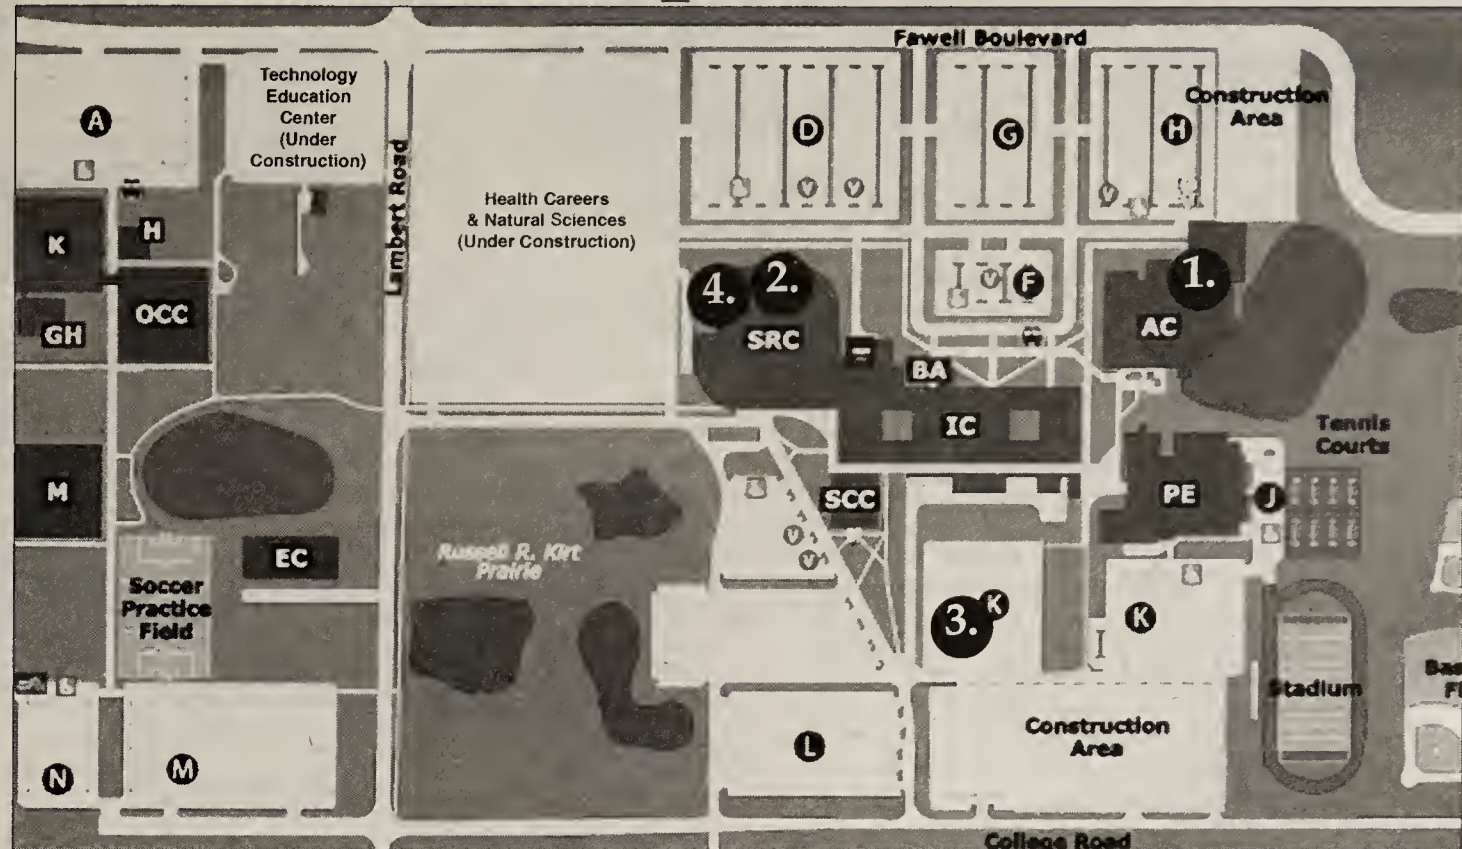 Fawell Boulevard
Technology
Education
Center
(Under
Construction)
A
D
G
H
Construction
Area
Lambert Road
Health Careers
& Natural Sciences
(Under Construction)
V
V
V
K
H
GH
OCC
4.
2.
SRC
V
F
1.
AC
BA
IC
Tennis
Courts
M
EC
SCC
V
V
PE
J
Russell R. Kirt
Prairie
Soccer
Practice
Field
3.
K
K
Stadium
Construction
Area
L
N
M
College Road